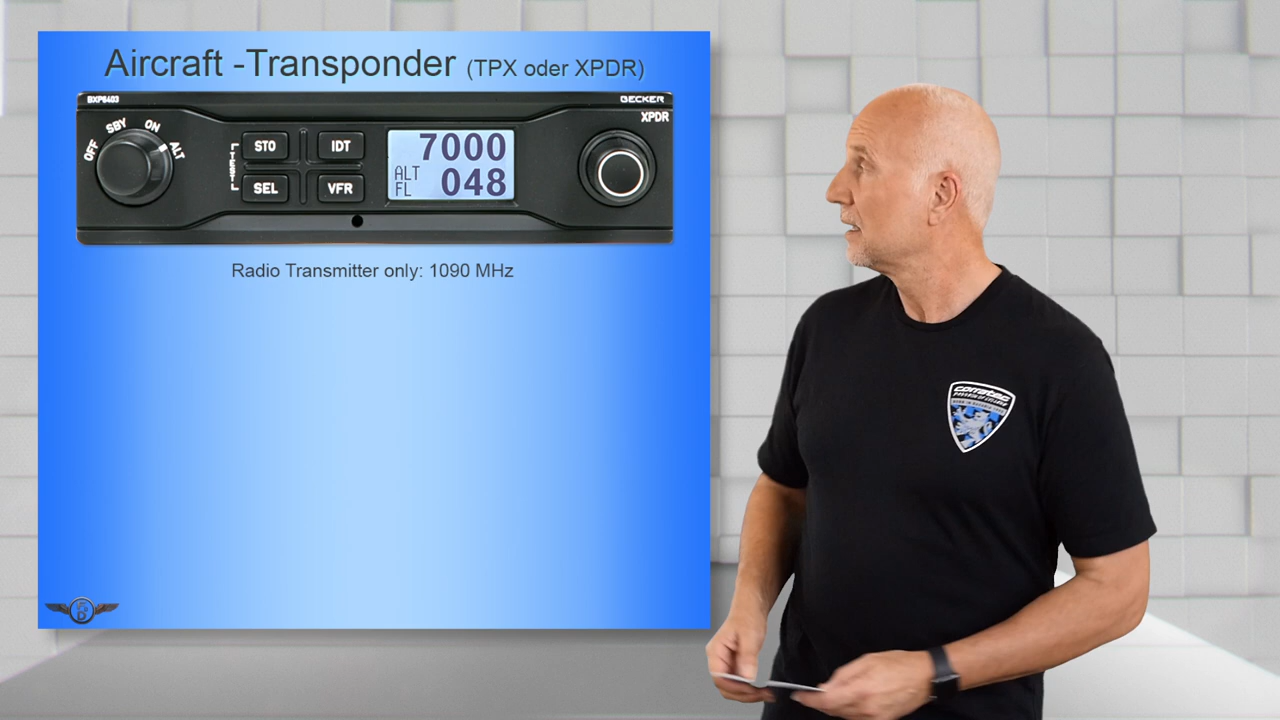 Aircraft -Transponder (TPX oder XPDR)
BXP6403
BECKER
XPDR
OFF SBY ON ALT
TEST
STO IDT
SEL VFR
7000
ALT
FL 048
Radio Transmitter only: 1090 MHz
corratec